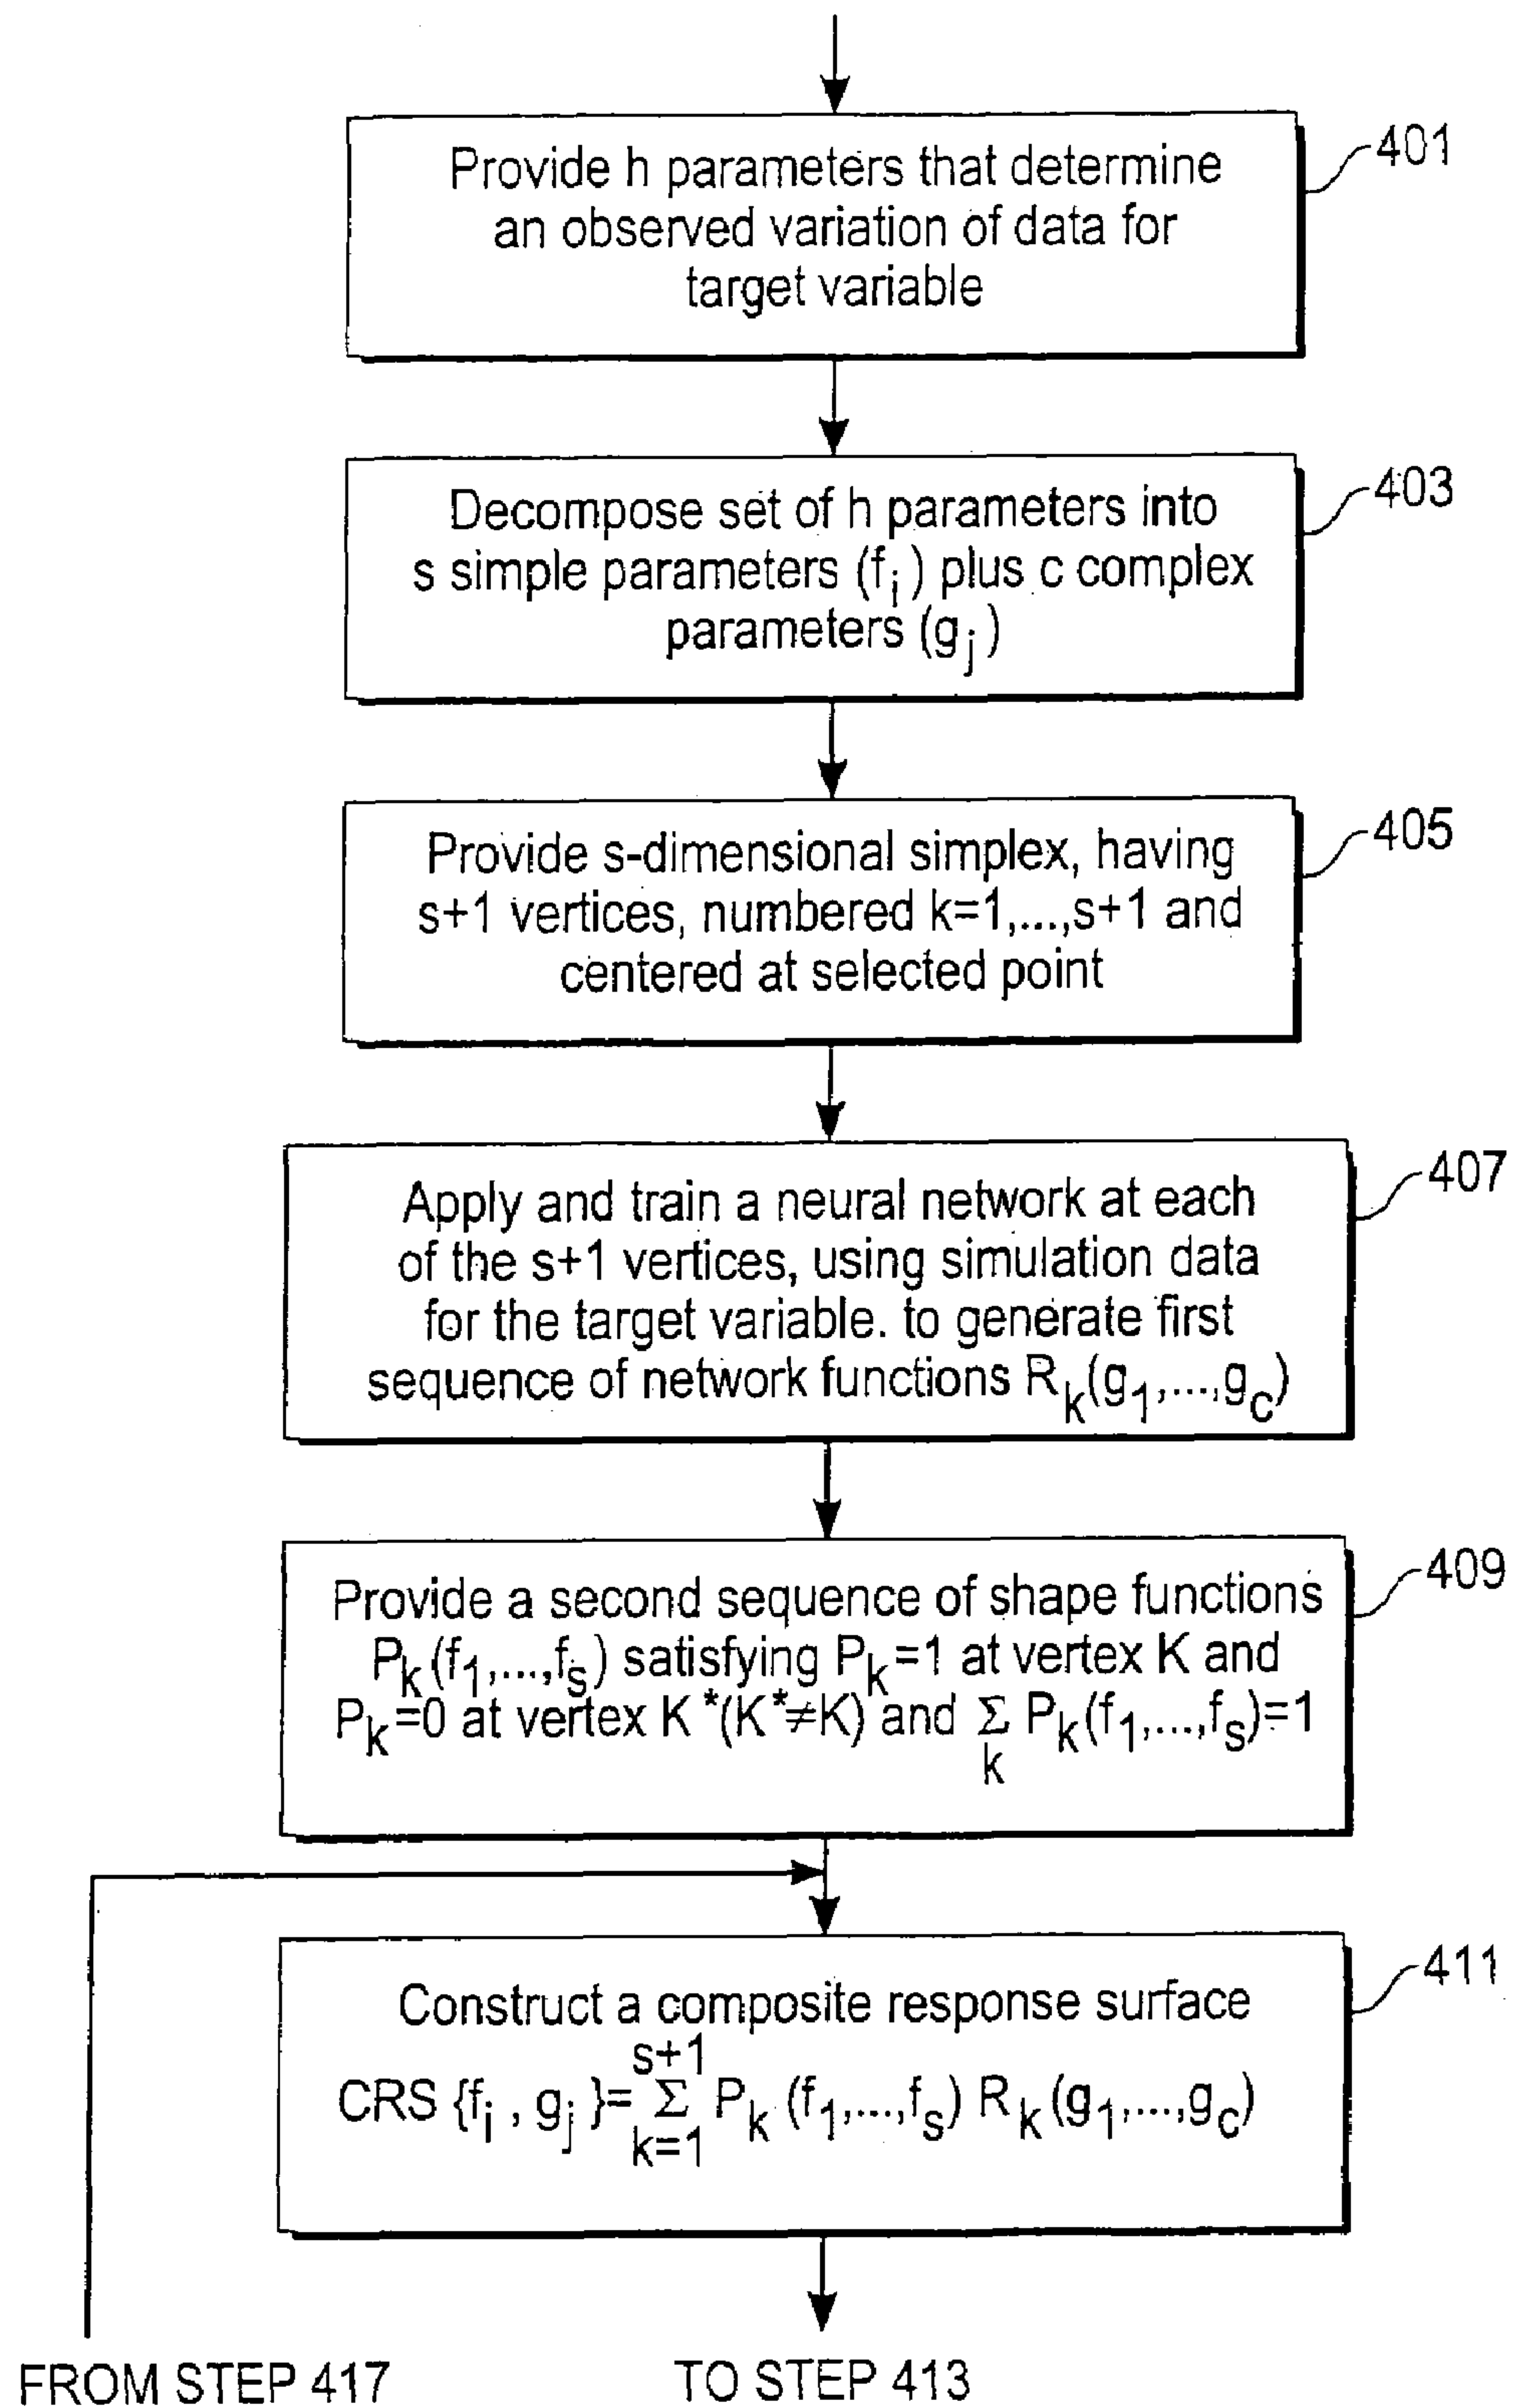 Provide h parameters that determine
an observed variation of data for
target variable
401
Decompose set of h parameters into
s simple parameters (f_i) plus c complex
parameters (g_j)
403
Provide s-dimensional simplex, having
s+1 vertices, numbered k=1,...,s+1 and
centered at selected point
405
Apply and train a neural network at each
of the s+1 vertices, using simulation data
for the target variable. to generate first
sequence of network functions R_k(g_1,...,g_c)
407
Provide a second sequence of shape functions
P_k(f_1,...,f_s) satisfying P_k=1 at vertex K and
P_k=0 at vertex K*(K*≠K) and Σ P_k(f_1,...,f_s)=1
k
409
Construct a composite response surface
s+1
CRS {f_i , g_j }= Σ P_k (f_1,...,f_s) R_k(g_1,...,g_c)
k=1
411
FROM STEP 417
TO STEP 413